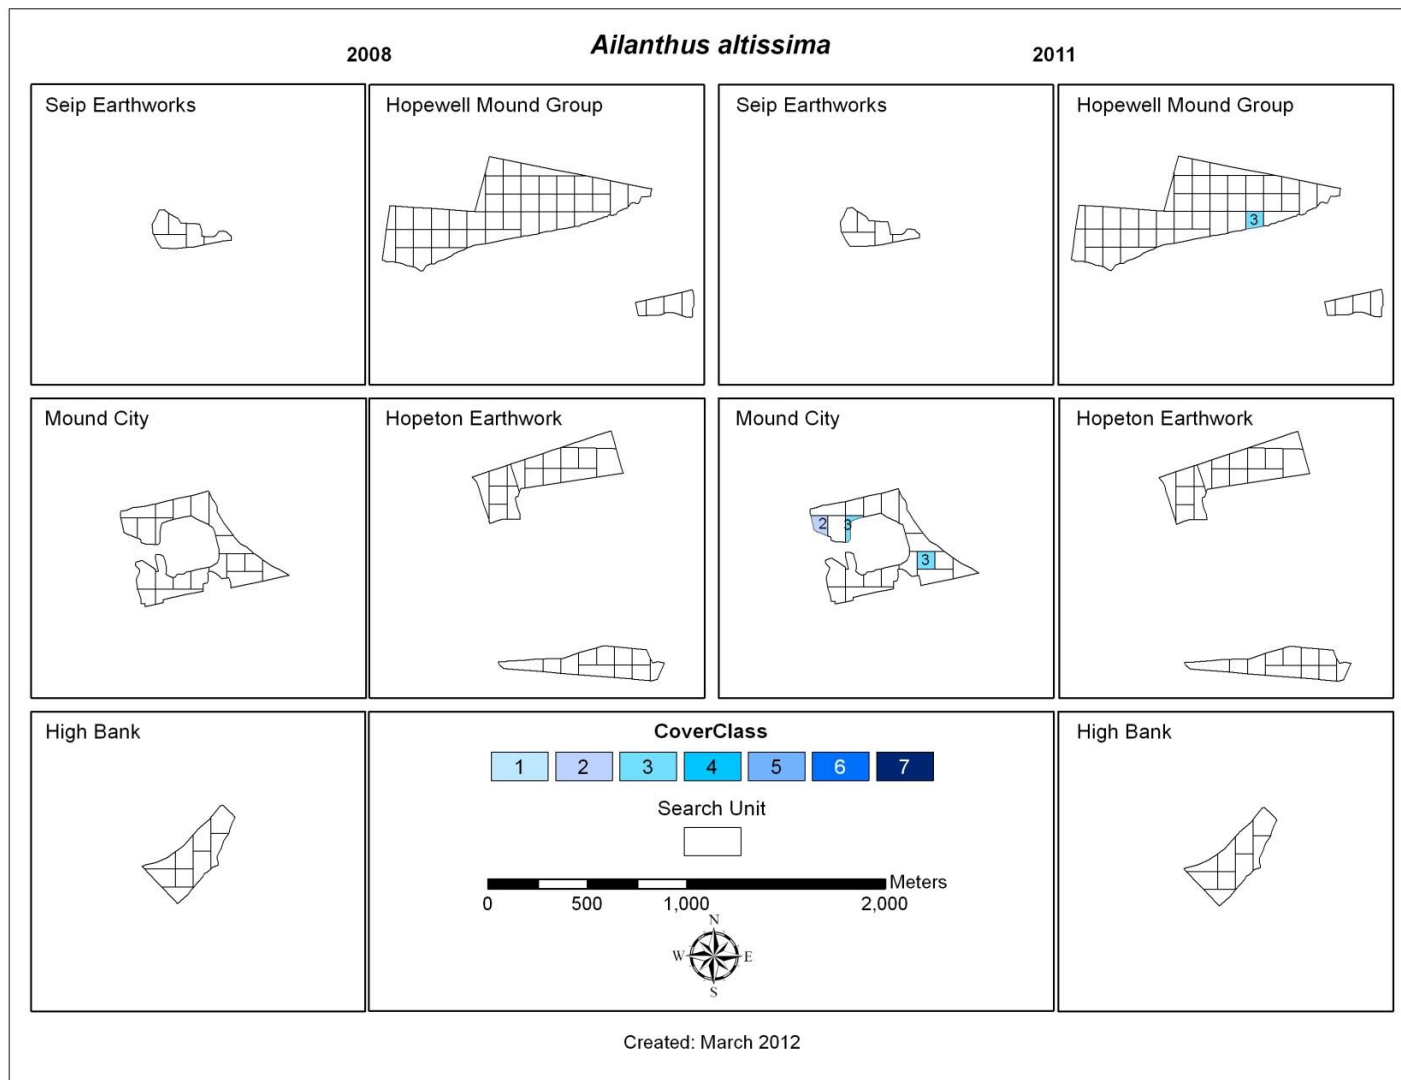 Ailanthus altissima
2008
2011
Seip Earthworks
Hopewell Mound Group
Seip Earthworks
Hopewell Mound Group
3
Mound City
Hopeton Earthwork
Mound City
Hopeton Earthwork
2
3
3
High Bank
CoverClass
1 2 3 4 5 6 7
Search Unit
Meters
0 500 1,000 2,000
N
W E
S
High Bank
Created: March 2012